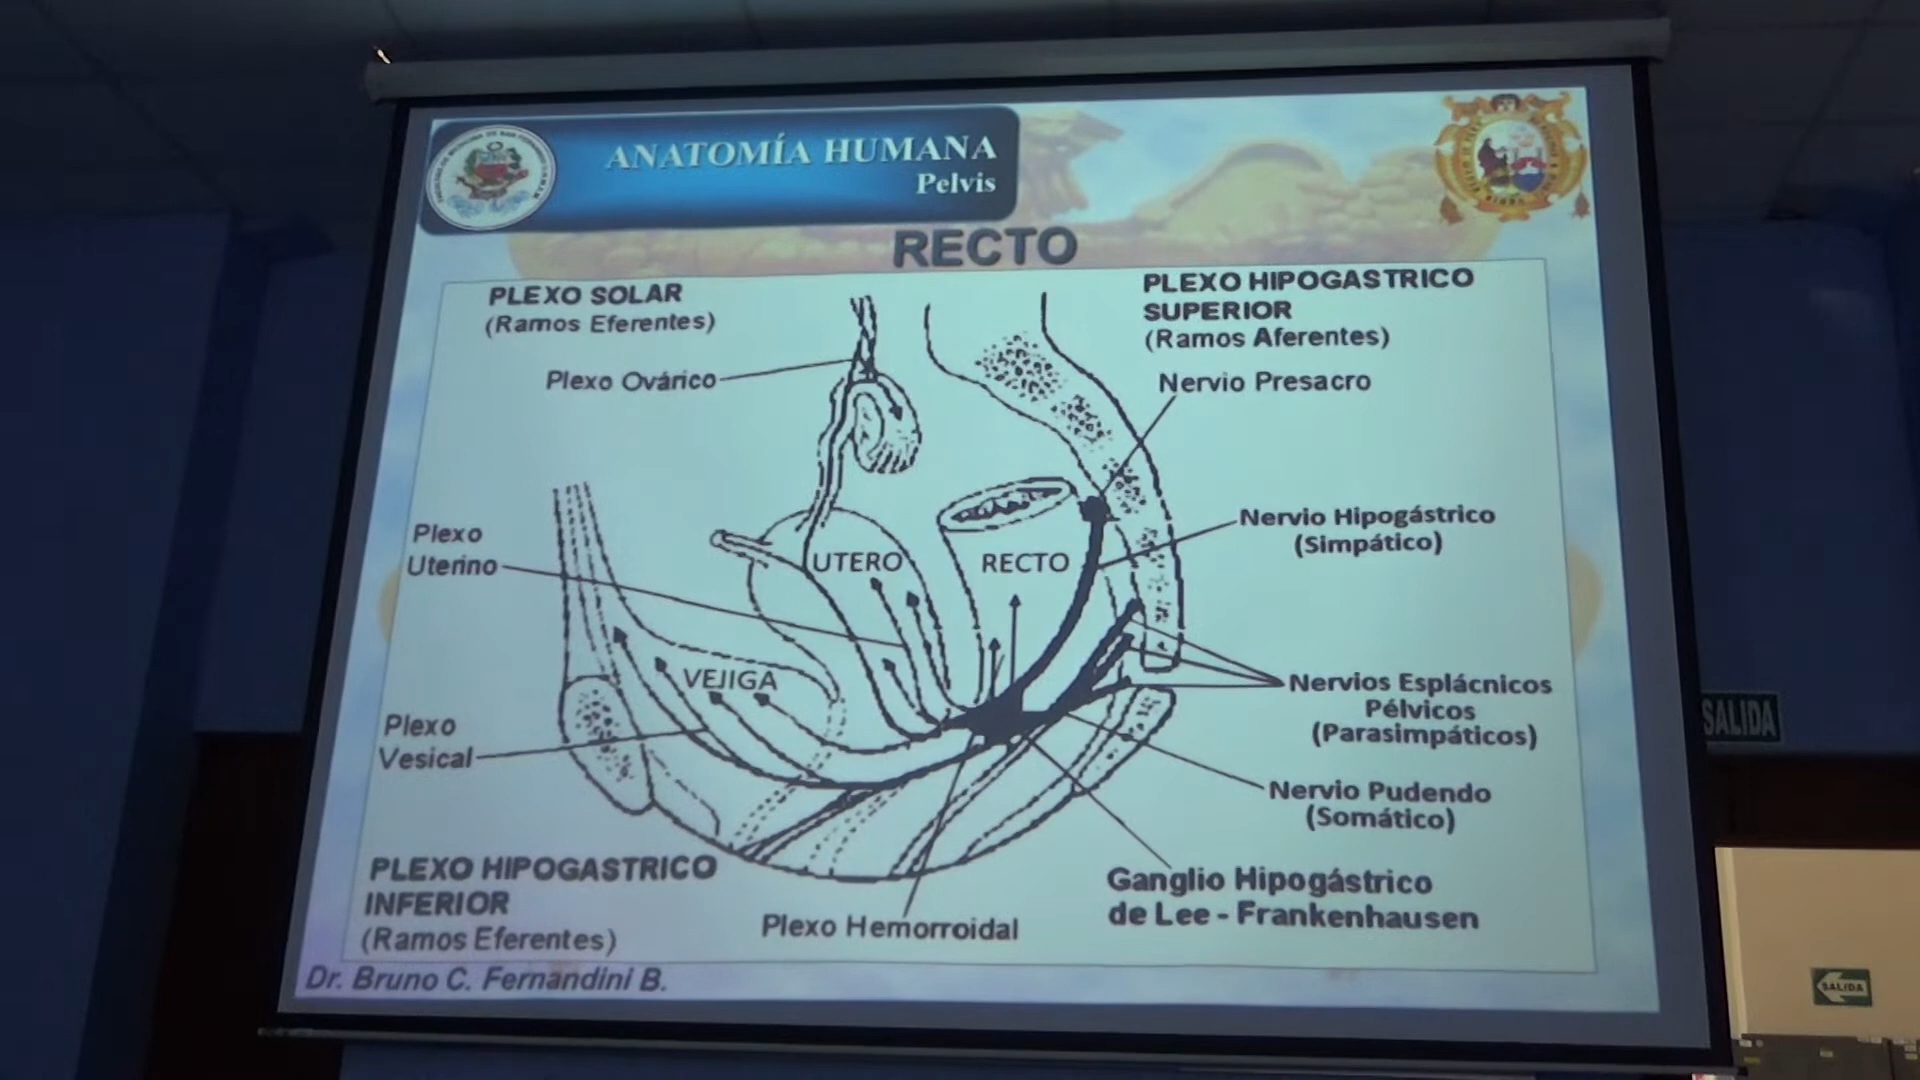 ANATOMÍA HUMANA
Pelvis
RECTO
PLEXO SOLAR
(Ramos Eferentes)
PLEXO HIPOGASTRICO
SUPERIOR
(Ramos Aferentes)
Plexo Ovárico
Nervio Presacro
Nervio Hipogástrico
(Simpático)
Plexo
Uterino
UTERO
RECTO
VEJIGA
Nervios Esplácnicos
Pélvicos
(Parasimpáticos)
Plexo
Vesical
Nervio Pudendo
(Somático)
PLEXO HIPOGASTRICO
INFERIOR
(Ramos Eferentes)
Plexo Hemorroidal
Ganglio Hipogástrico
de Lee - Frankenhausen
Dr. Bruno C. Fernandini B.
SALIDA
SALIDA